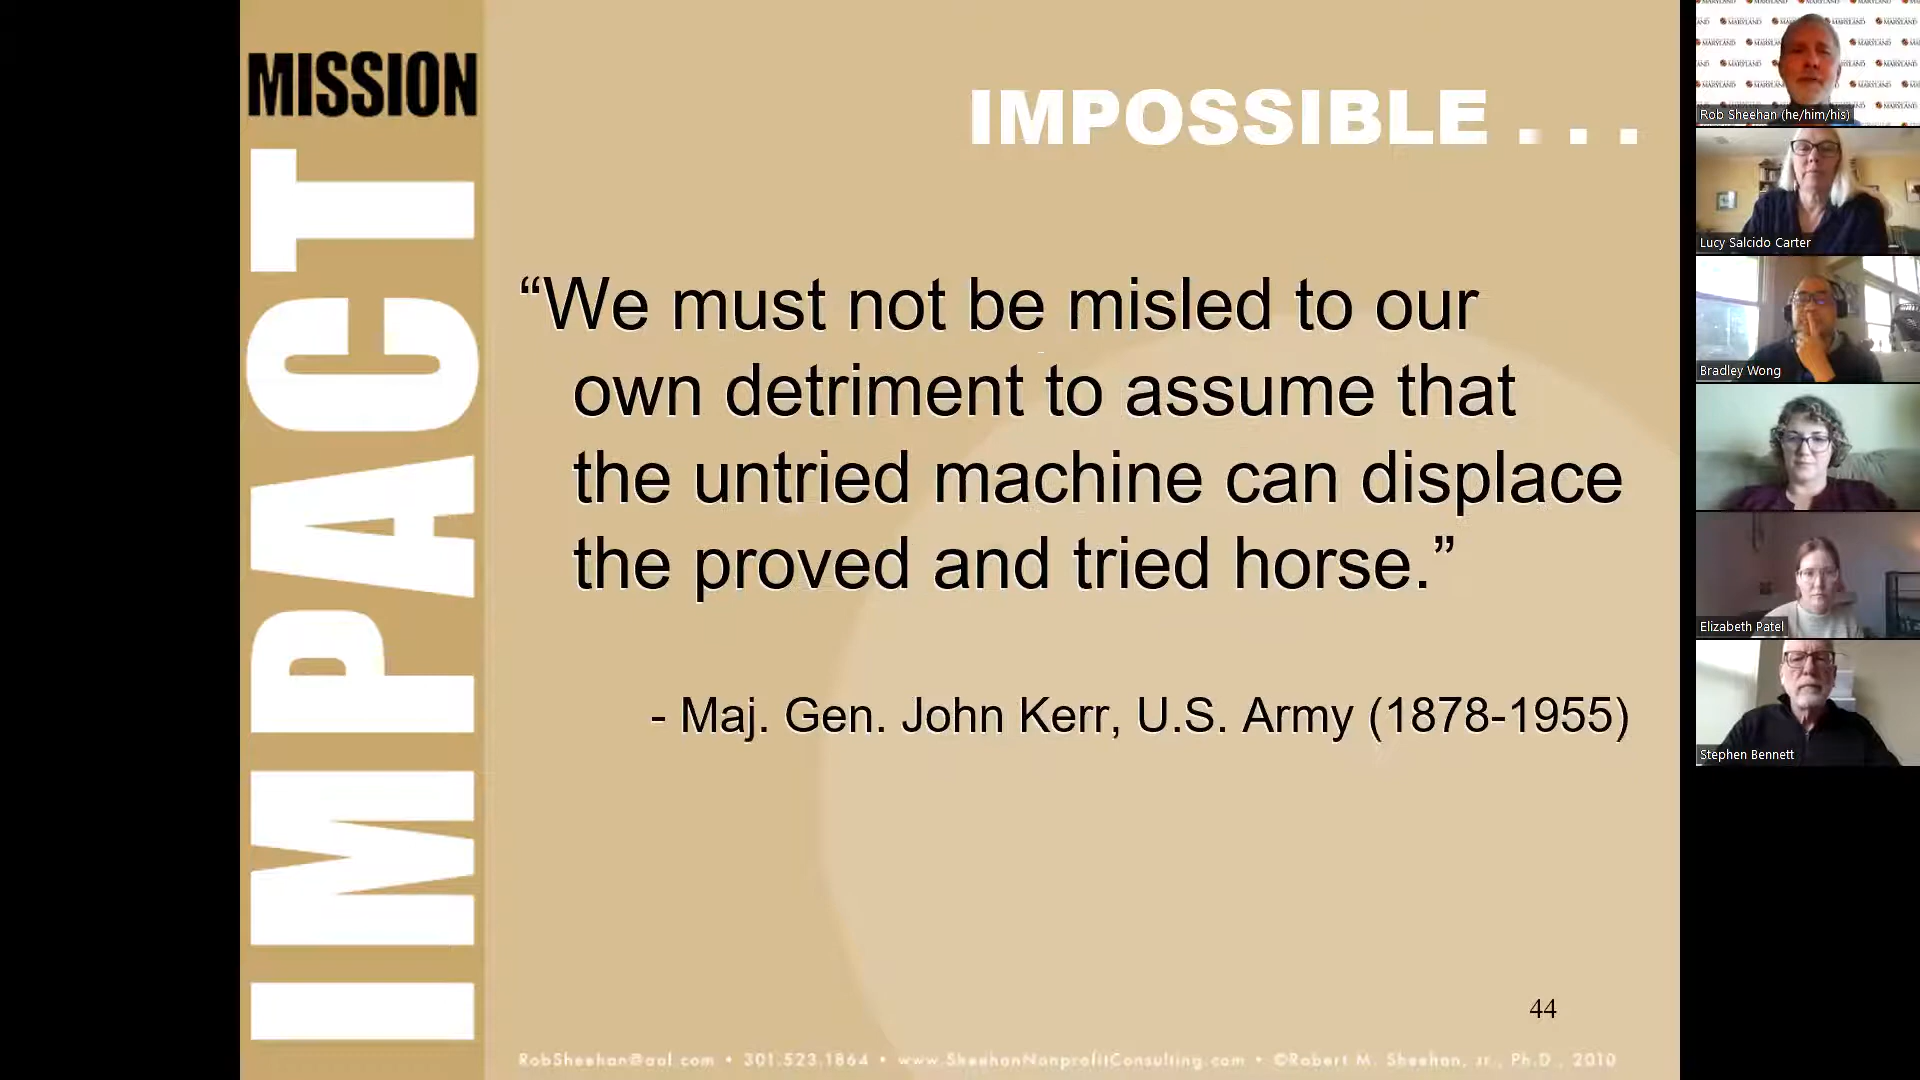 MISSION
IMPACT
IMPOSSIBLE . . .
“We must not be misled to our
own detriment to assume that
the untried machine can displace
the proved and tried horse.”
- Maj. Gen. John Kerr, U.S. Army (1878-1955)
44
RobSheehan@aol.com • 301.523.1864 • www.SheehanNonprofitConsulting.com • ©Robert M. Sheehan, Jr., Ph.D., 2010
MARYLAND
Rob Sheehan (he/him/his)
Lucy Salcido Carter
Bradley Wong
Elizabeth Patel
Stephen Bennett